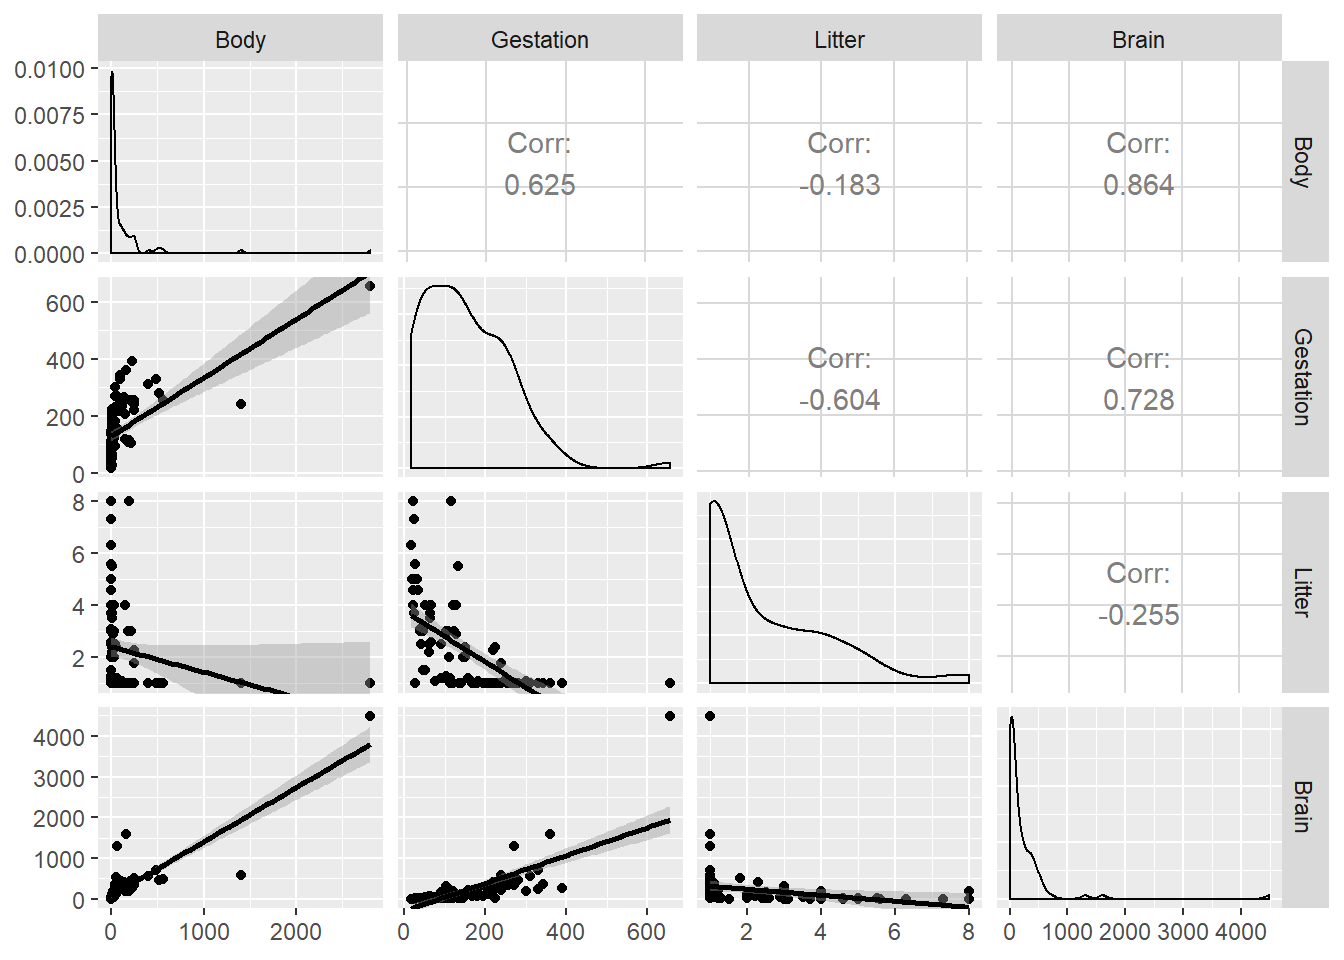 Body Gestation Litter Brain
0.0100
0.0075
0.0050
0.0025
0.0000
Corr:
0.625
Corr:
-0.183
Corr:
0.864
Body
600
400
200
0
Corr:
-0.604
Corr:
0.728
Gestation
8
6
4
2
Corr:
-0.255
Litter
4000
3000
2000
1000
0
Brain
0 1000 2000 0 200 400 600 2 4 6 8 0 1000 2000 3000 4000